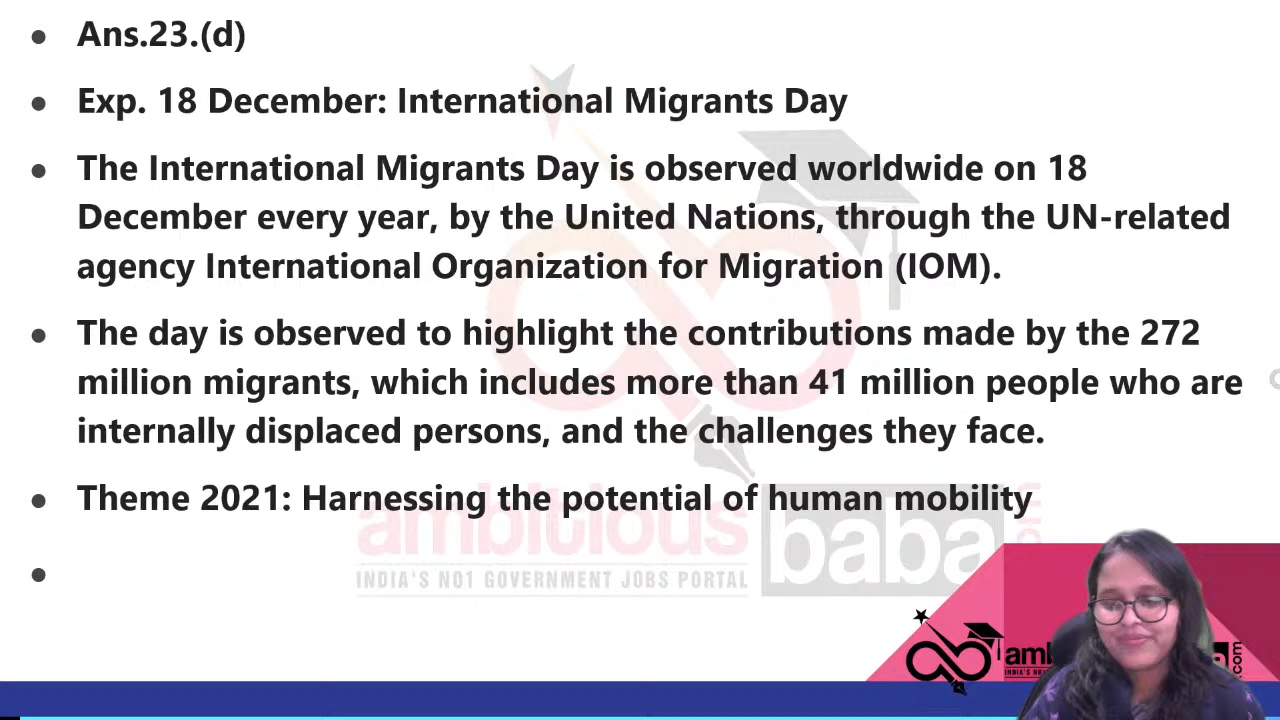 Ans.23.(d)
Exp. 18 December: International Migrants Day
The International Migrants Day is observed worldwide on 18
December every year, by the United Nations, through the UN-related
agency International Organization for Migration (IOM).
The day is observed to highlight the contributions made by the 272
million migrants, which includes more than 41 million people who are
internally displaced persons, and the challenges they face.
Theme 2021: Harnessing the potential of human mobility
ambitious baba
INDIA'S NO1 GOVERNMENT JOBS PORTAL
.com